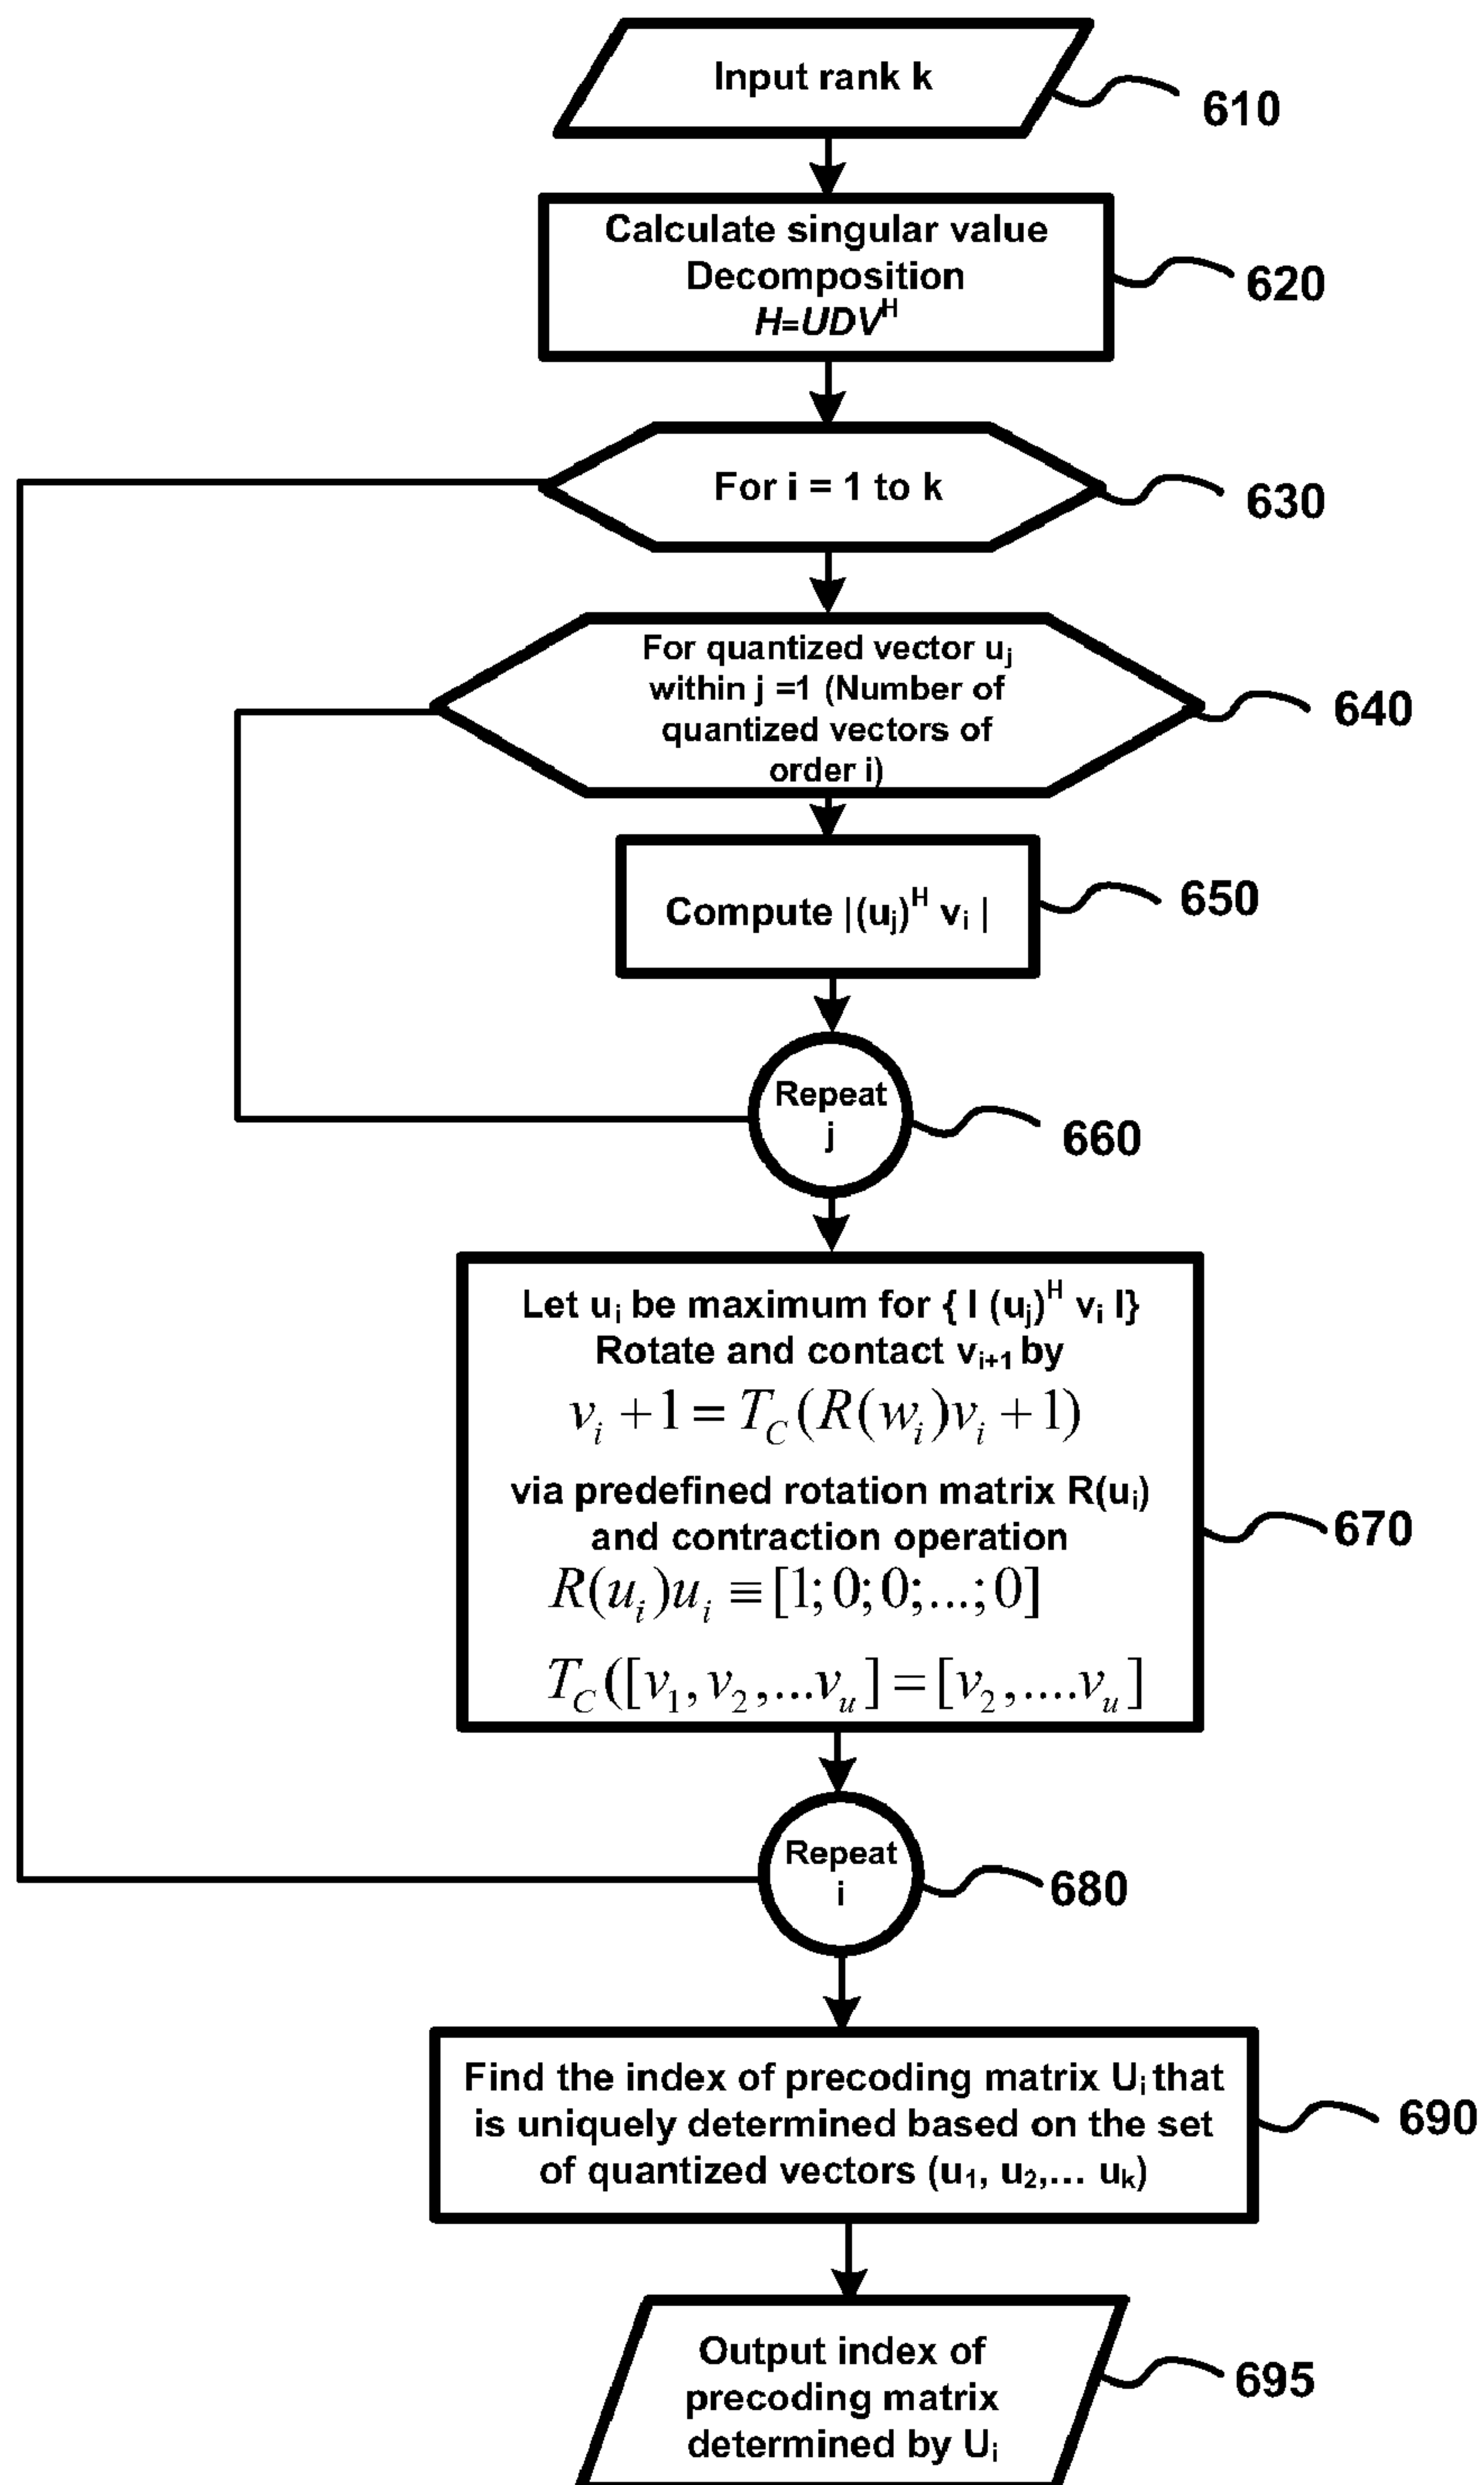 Input rank k
610
Calculate singular value
Decomposition
H=UDV^H
620
For i = 1 to k
630
For quantized vector u_j
within j =1 (Number of
quantized vectors of
order i)
640
Compute |(u_j)^H v_i |
650
Repeat
j
660
Let u_i be maximum for { I (u_j)^H v_i I}
Rotate and contact v_{i+1} by
v_i + 1 = T_C(R(w_i)v_i + 1)
via predefined rotation matrix R(u_i)
and contraction operation
R(u_i)u_i ≡ [1; 0; 0; ...; 0]
T_C([v_1, v_2, ...v_u] = [v_2, ....v_u]
670
Repeat
i
680
Find the index of precoding matrix U_i that
is uniquely determined based on the set
of quantized vectors (u_1, u_2,... u_k)
690
Output index of
precoding matrix
determined by U_i
695